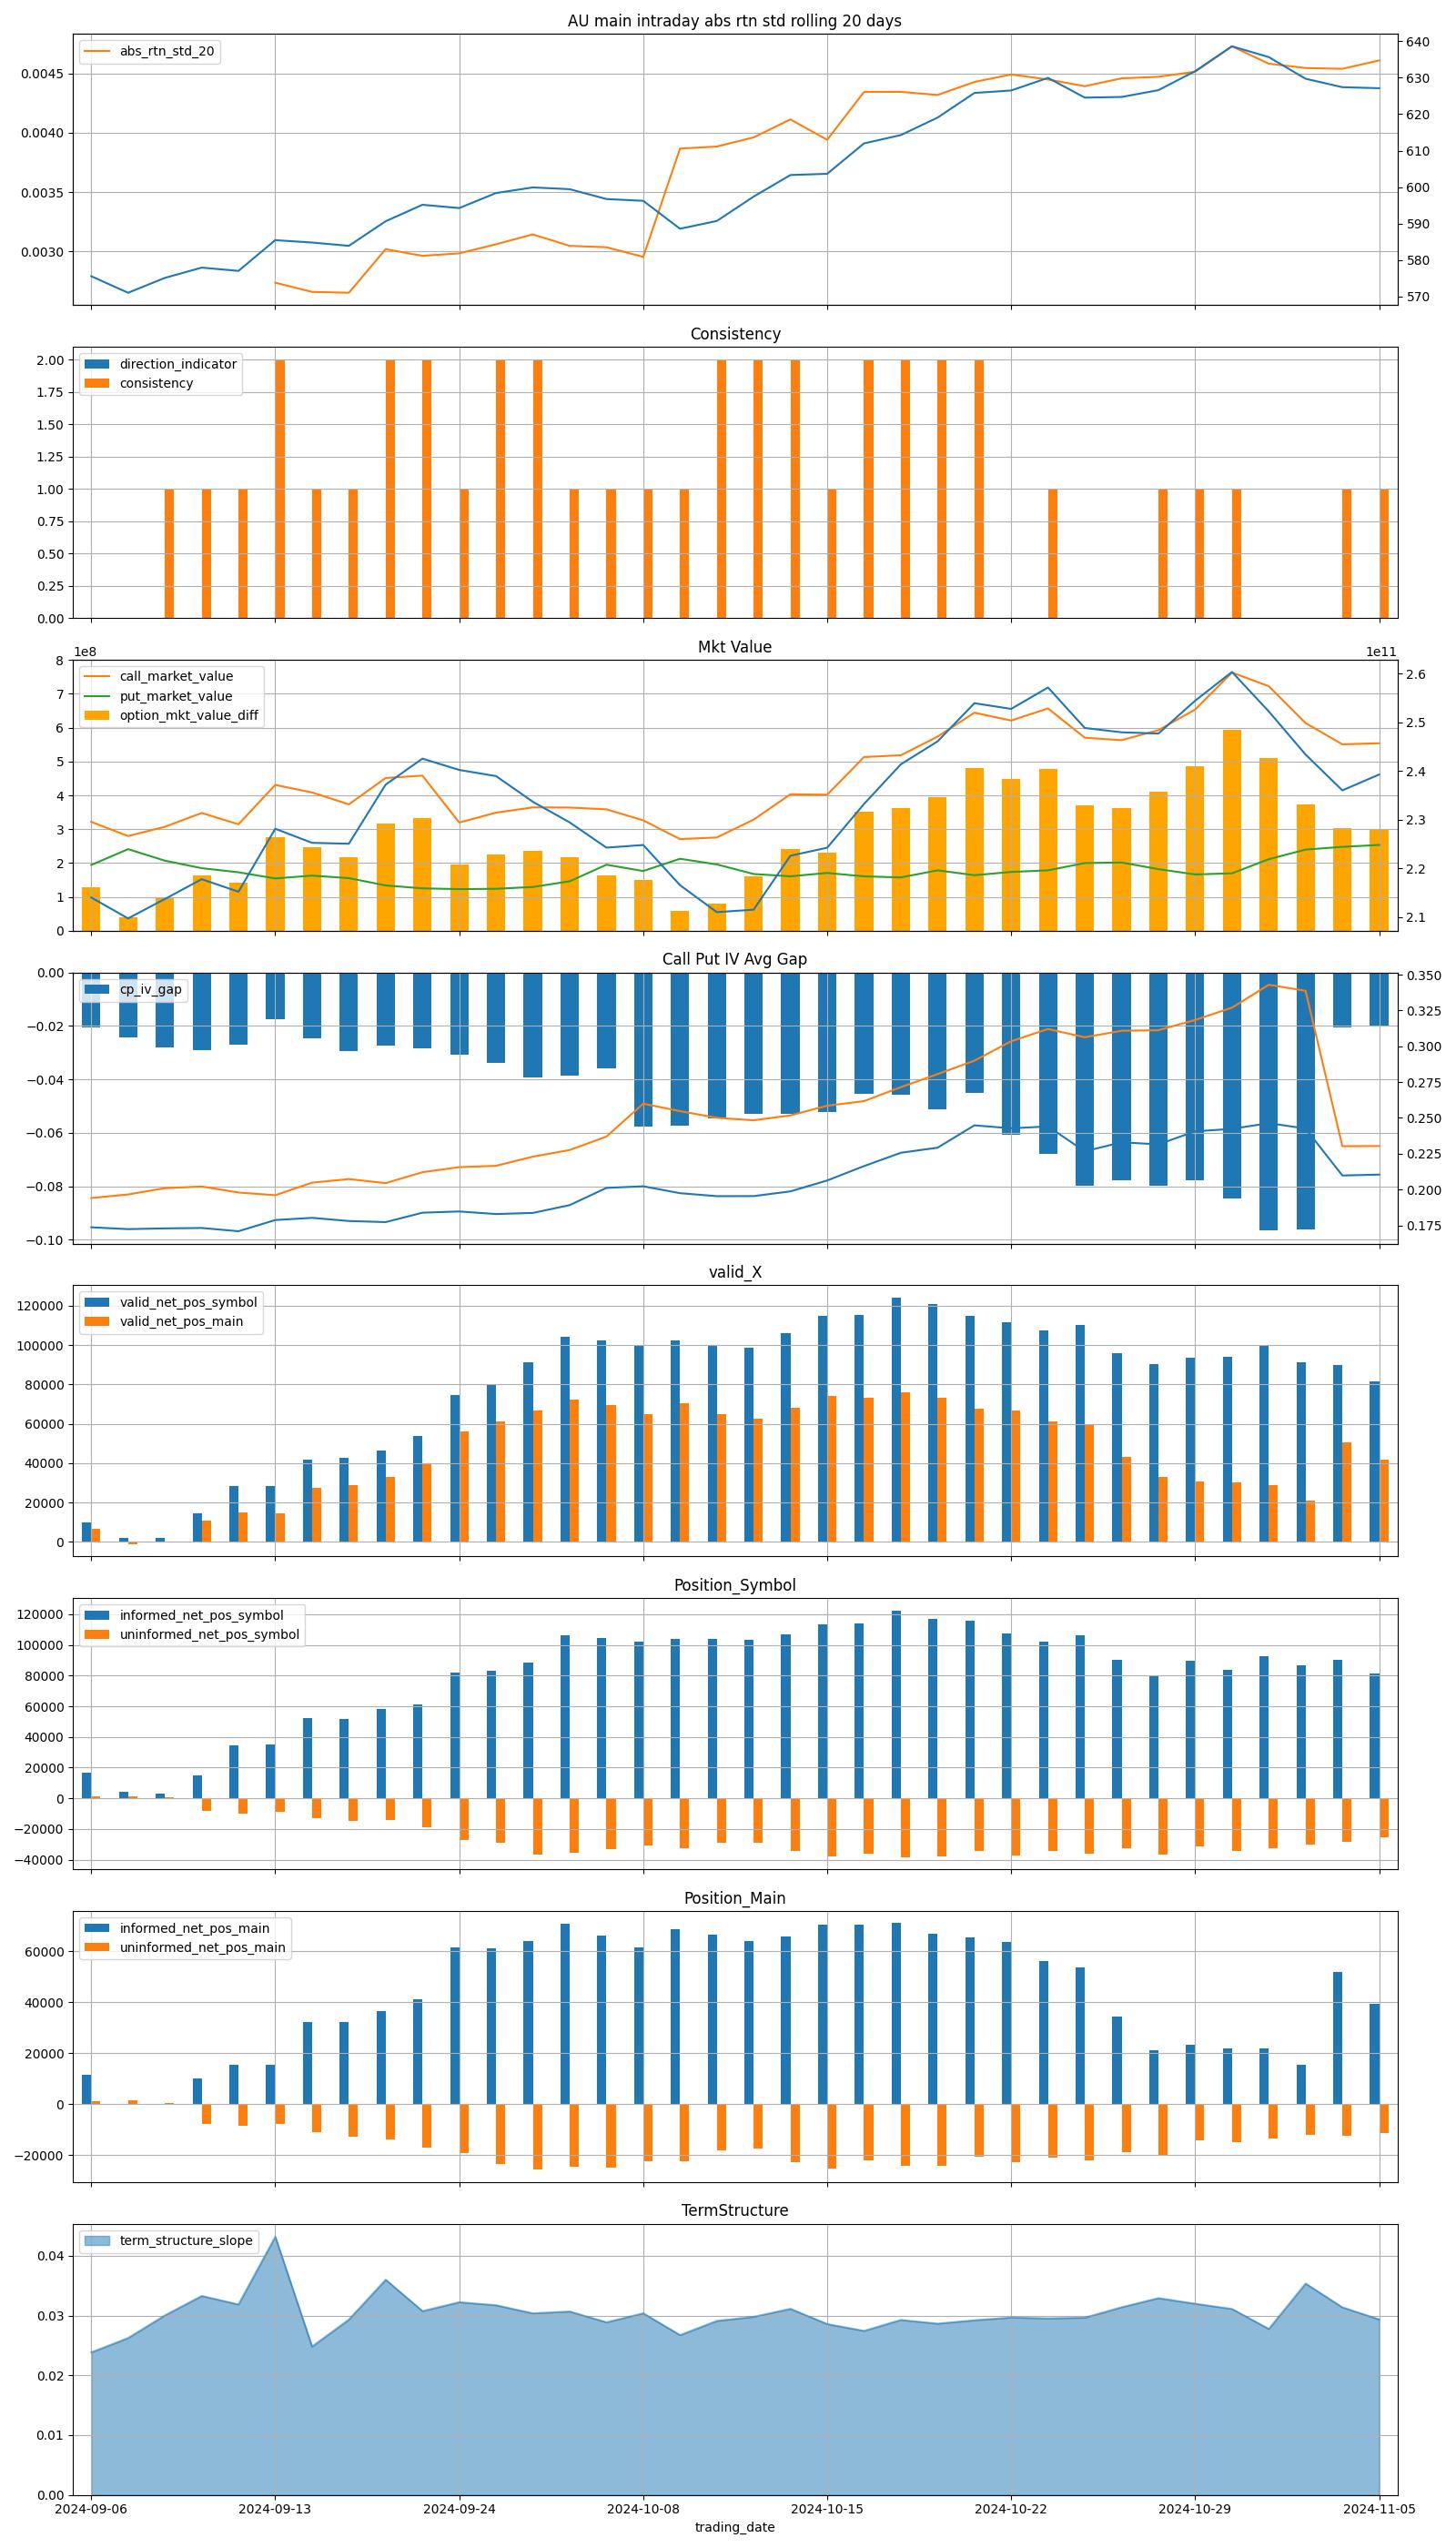 AU main intraday abs rtn std rolling 20 days
abs_rtn_std_20
0.0045
0.0040
0.0035
0.0030
640
630
620
610
600
590
580
570
Consistency
direction_indicator
consistency
2.00
1.75
1.50
1.25
1.00
0.75
0.50
0.25
0.00
Mkt Value
1e8
1e11
call_market_value
put_market_value
option_mkt_value_diff
8
7
6
5
4
3
2
1
0
2.6
2.5
2.4
2.3
2.2
2.1
Call Put IV Avg Gap
cp_iv_gap
0.00
−0.02
−0.04
−0.06
−0.08
−0.10
0.350
0.325
0.300
0.275
0.250
0.225
0.200
0.175
valid_X
valid_net_pos_symbol
valid_net_pos_main
120000
100000
80000
60000
40000
20000
0
Position_Symbol
informed_net_pos_symbol
uninformed_net_pos_symbol
120000
100000
80000
60000
40000
20000
0
−20000
−40000
Position_Main
informed_net_pos_main
uninformed_net_pos_main
60000
40000
20000
0
−20000
TermStructure
term_structure_slope
0.04
0.03
0.02
0.01
0.00
2024-09-06 2024-09-13 2024-09-24 2024-10-08 2024-10-15 2024-10-22 2024-10-29 2024-11-05
trading_date